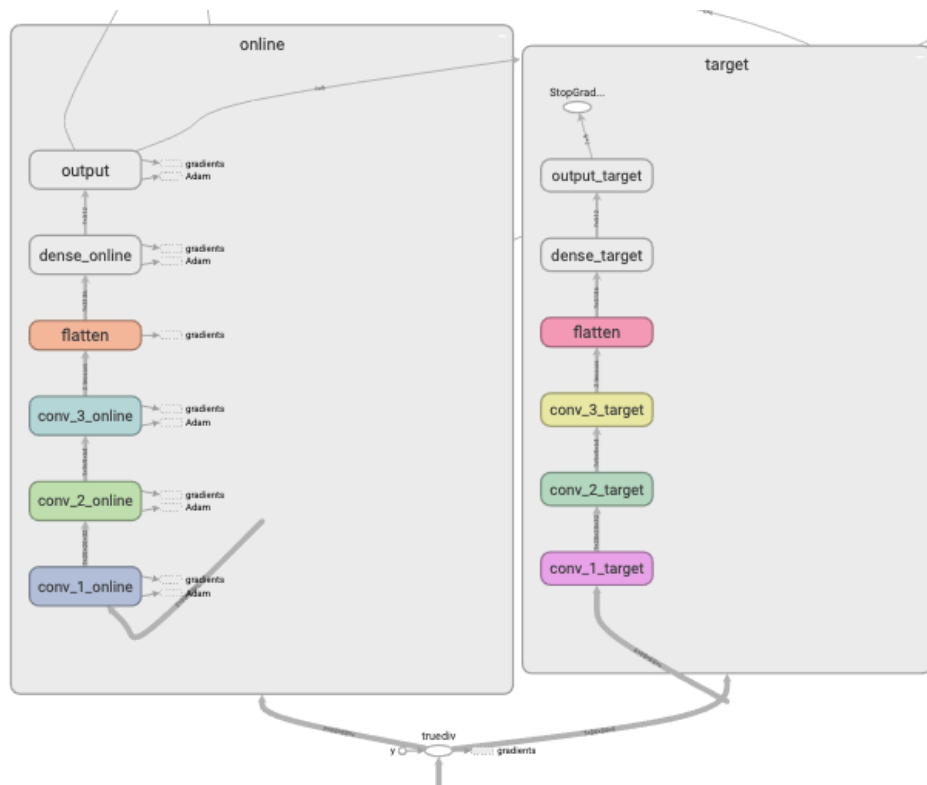 online
output
gradients
Adam
dense_online
gradients
Adam
flatten
gradients
conv_3_online
gradients
Adam
conv_2_online
gradients
Adam
conv_1_online
gradients
Adam
target
StopGrad...
output_target
dense_target
flatten
conv_3_target
conv_2_target
conv_1_target
truediv
y
gradients